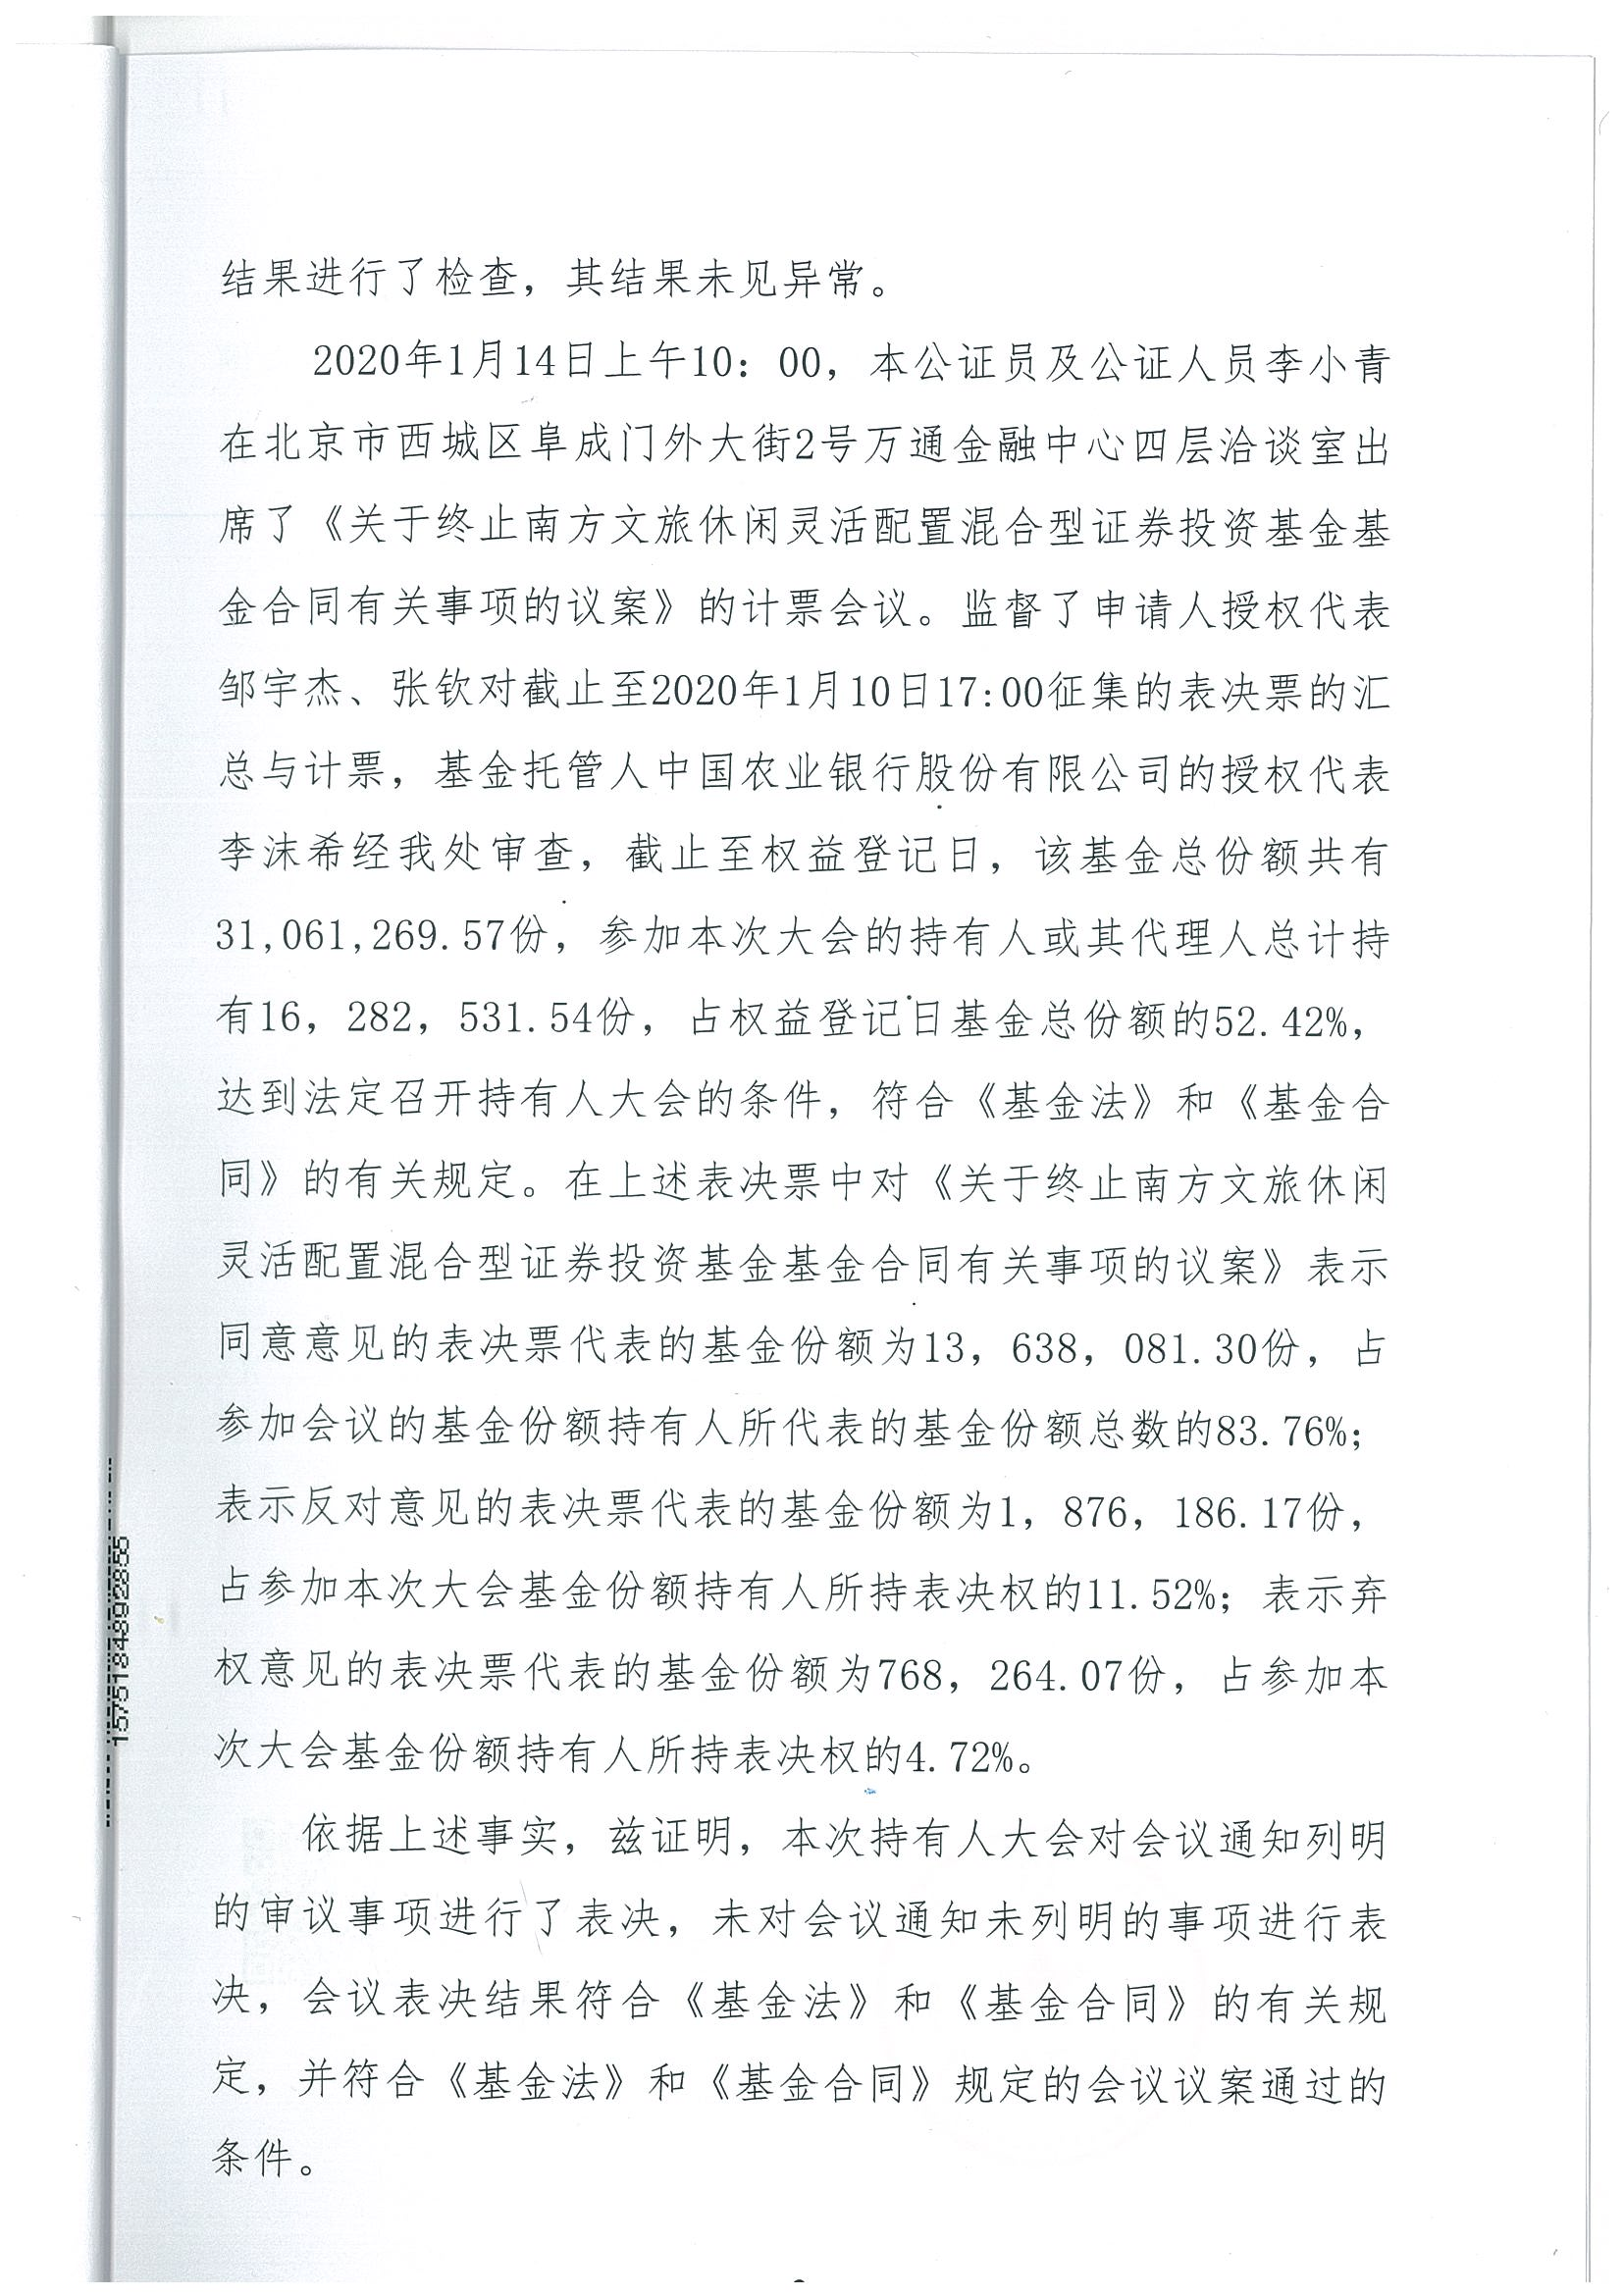 结果进行了检查，其结果未见异常。
2020年1月14日上午10：00，本公证员及公证人员李小青
在北京市西城区阜成门外大街2号万通金融中心四层洽谈室出
席了《关于终止南方文旅休闲灵活配置混合型证券投资基金基
金合同有关事项的议案》的计票会议。监督了申请人授权代表
邹宇杰、张钦对截止至2020年1月10日17:00征集的表决票的汇
总与计票，基金托管人中国农业银行股份有限公司的授权代表
李沫希经我处审查，截止至权益登记日，该基金总份额共有
31,061,269.57份，参加本次大会的持有人或其代理人总计持
有16，282，531.54份，占权益登记日基金总份额的52.42%，
达到法定召开持有人大会的条件，符合《基金法》和《基金合
同》的有关规定。在上述表决票中对《关于终止南方文旅休闲
灵活配置混合型证券投资基金基金合同有关事项的议案》表示
同意意见的表决票代表的基金份额为13，638，081.30份，占
参加会议的基金份额持有人所代表的基金份额总数的83.76%；
表示反对意见的表决票代表的基金份额为1，876，186.17份，
占参加本次大会基金份额持有人所持表决权的11.52%；表示弃
权意见的表决票代表的基金份额为768，264.07份，占参加本
次大会基金份额持有人所持表决权的4.72%。
依据上述事实，兹证明，本次持有人大会对会议通知列明
的审议事项进行了表决，未对会议通知未列明的事项进行表
决，会议表决结果符合《基金法》和《基金合同》的有关规
定，并符合《基金法》和《基金合同》规定的会议议案通过的
条件。
1575184892855